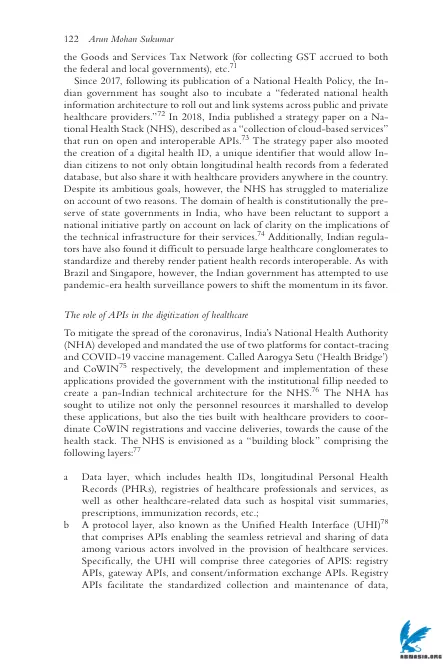 122 Arun Mohan Sukumar
the Goods and Services Tax Network (for collecting GST accrued to both
the federal and local governments), etc.71
Since 2017, following its publication of a National Health Policy, the In-
dian government has sought also to incubate a “federated national health
information architecture to roll out and link systems across public and private
healthcare providers.”72 In 2018, India published a strategy paper on a Na-
tional Health Stack (NHS), described as a “collection of cloud-based services”
that run on open and interoperable APIs.73 The strategy paper also mooted
the creation of a digital health ID, a unique identifier that would allow In-
dian citizens to not only obtain longitudinal health records from a federated
database, but also share it with healthcare providers anywhere in the country.
Despite its ambitious goals, however, the NHS has struggled to materialize
on account of two reasons. The domain of health is constitutionally the pre-
serve of state governments in India, who have been reluctant to support a
national initiative partly on account on lack of clarity on the implications of
the technical infrastructure for their services.74 Additionally, Indian regula-
tors have also found it difficult to persuade large healthcare conglomerates to
standardize and thereby render patient health records interoperable. As with
Brazil and Singapore, however, the Indian government has attempted to use
pandemic-era health surveillance powers to shift the momentum in its favor.
The role of APIs in the digitization of healthcare
To mitigate the spread of the coronavirus, India’s National Health Authority
(NHA) developed and mandated the use of two platforms for contact-tracing
and COVID-19 vaccine management. Called Aarogya Setu (‘Health Bridge’)
and CoWIN75 respectively, the development and implementation of these
applications provided the government with the institutional fillip needed to
create a pan-Indian technical architecture for the NHS.76 The NHA has
sought to utilize not only the personnel resources it marshalled to develop
these applications, but also the ties built with healthcare providers to coor-
dinate CoWIN registrations and vaccine deliveries, towards the cause of the
health stack. The NHS is envisioned as a “building block” comprising the
following layers:77
a Data layer, which includes health IDs, longitudinal Personal Health
Records (PHRs), registries of healthcare professionals and services, as
well as other healthcare-related data such as hospital visit summaries,
prescriptions, immunization records, etc.;
b A protocol layer, also known as the Unified Health Interface (UHI)78
that comprises APIs enabling the seamless retrieval and sharing of data
among various actors involved in the provision of healthcare services.
Specifically, the UHI will comprise three categories of APIS: registry
APIs, gateway APIs, and consent/information exchange APIs. Registry
APIs facilitate the standardized collection and maintenance of data,